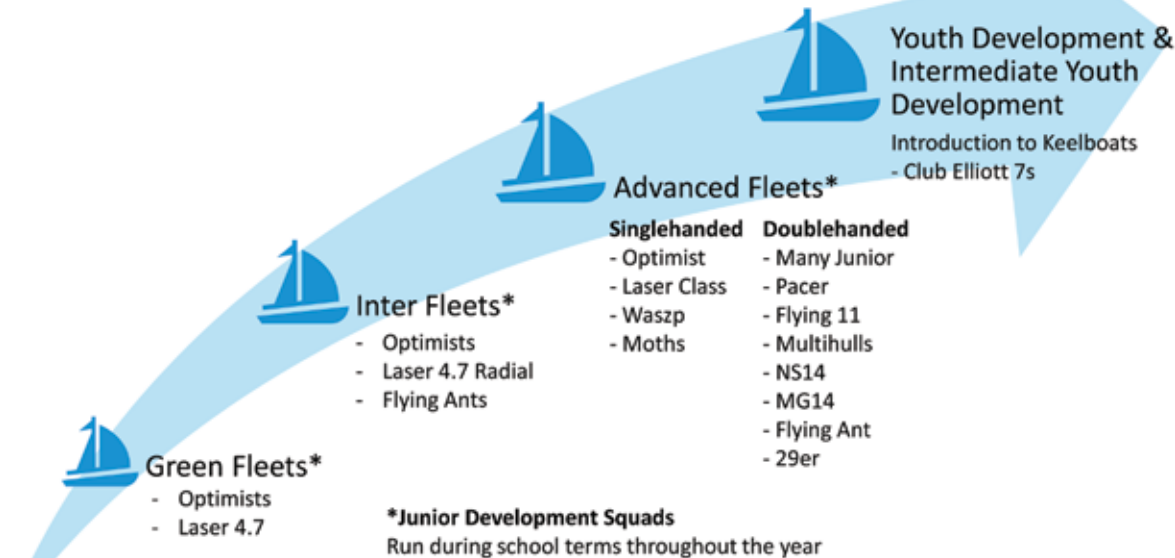 Youth Development &
Intermediate Youth
Development
Introduction to Keelboats
- Club Elliott 7s
Advanced Fleets*
Singlehanded
- Optimist
- Laser Class
- Waszp
- Moths
Doublehanded
- Many Junior
- Pacer
- Flying 11
- Multihulls
- NS14
- MG14
- Flying Ant
- 29er
Inter Fleets*
- Optimists
- Laser 4.7 Radial
- Flying Ants
Green Fleets*
- Optimists
- Laser 4.7
*Junior Development Squads
Run during school terms throughout the year